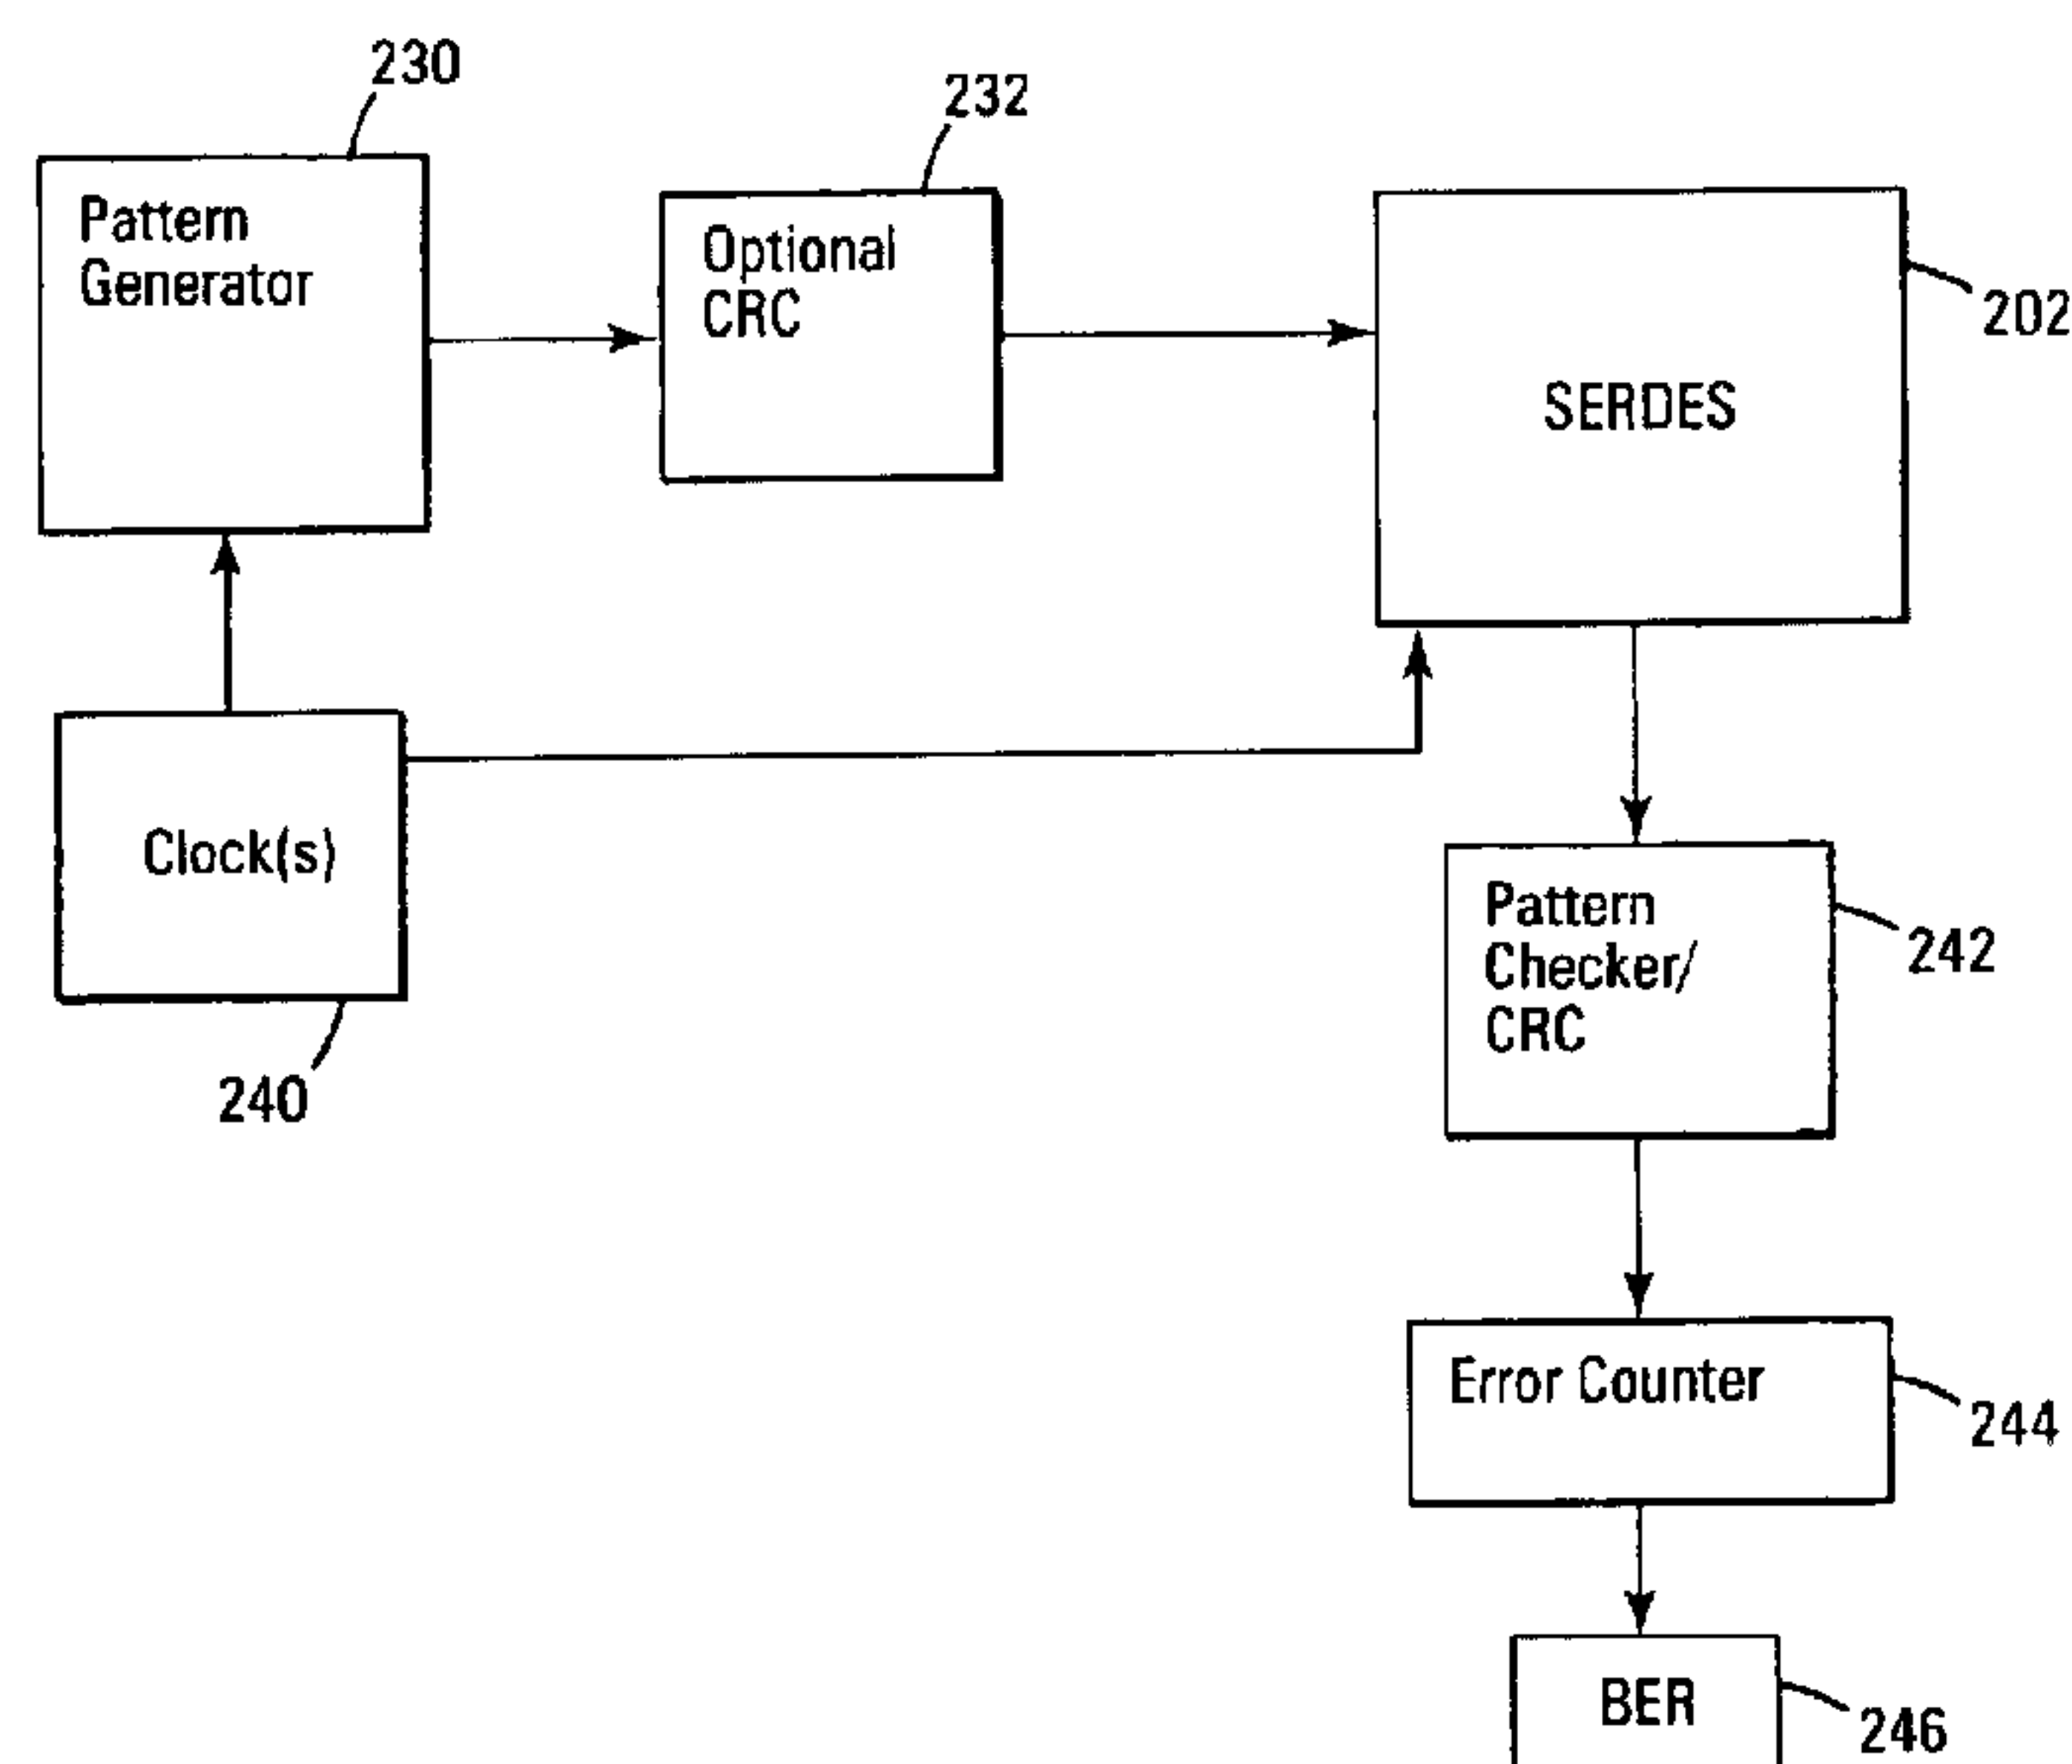 230
232
Pattern
Generator
Optional
CRC
202
SERDES
Clock(s)
Pattern
Checker/
CRC
242
240
Error Counter
244
BER
246